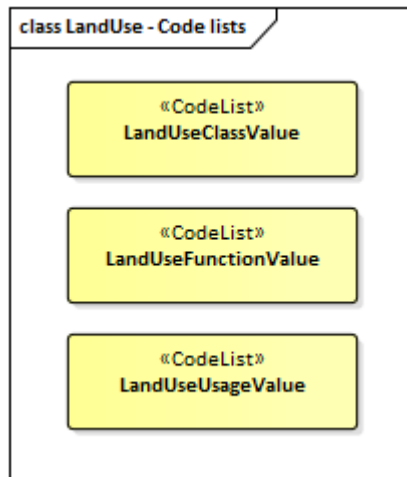 class LandUse - Code lists
«CodeList»
LandUseClassValue
«CodeList»
LandUseFunctionValue
«CodeList»
LandUseUsageValue